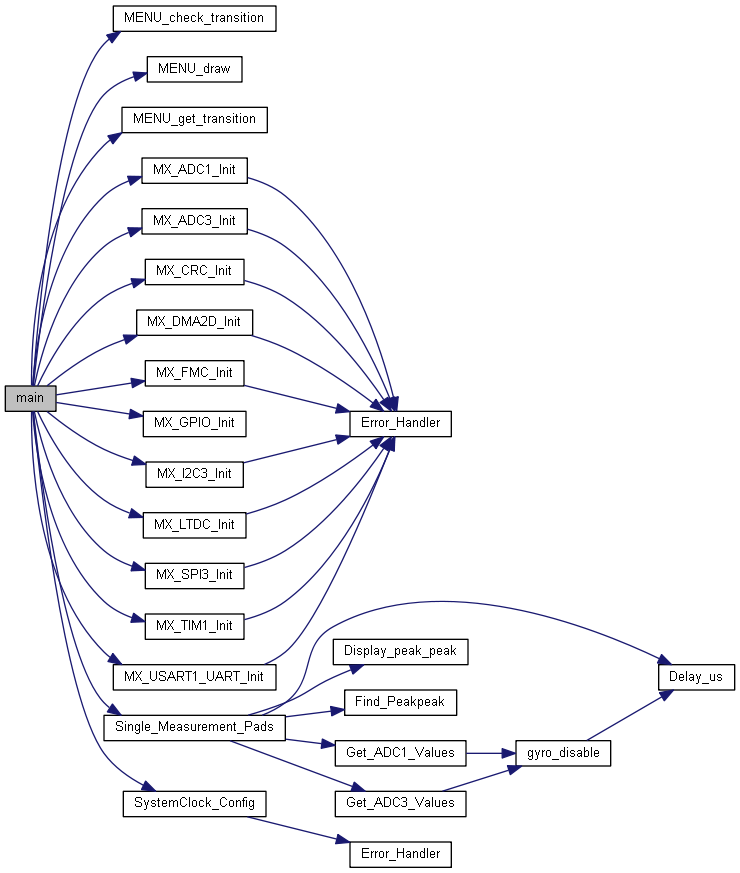 MENU_check_transition
MENU_draw
MENU_get_transition
MX_ADC1_Init
MX_ADC3_Init
MX_CRC_Init
MX_DMA2D_Init
MX_FMC_Init
main
MX_GPIO_Init
Error_Handler
MX_I2C3_Init
MX_LTDC_Init
MX_SPI3_Init
MX_TIM1_Init
Display_peak_peak
MX_USART1_UART_Init
Delay_us
Find_Peakpeak
Single_Measurement_Pads
Get_ADC1_Values
gyro_disable
SystemClock_Config
Get_ADC3_Values
Error_Handler